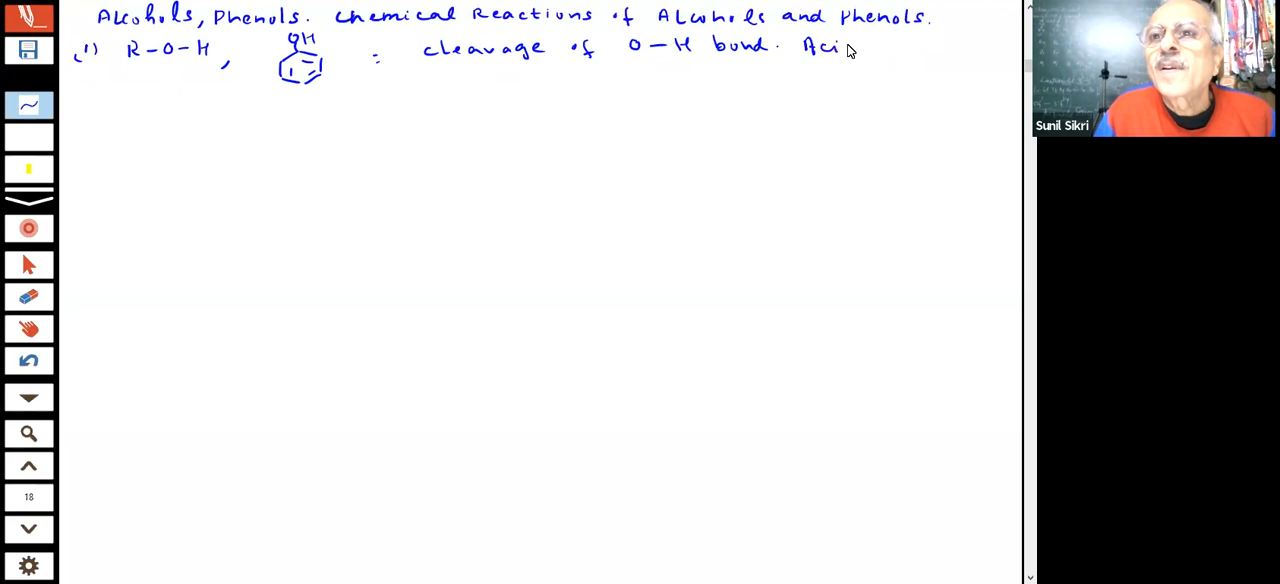 Alcohols, Phenols. Chemical Reactions of Alcohols and Phenols.
(1) R-O-H, OH = cleavage of O-H bond. Aci
Sunil Sikri
18